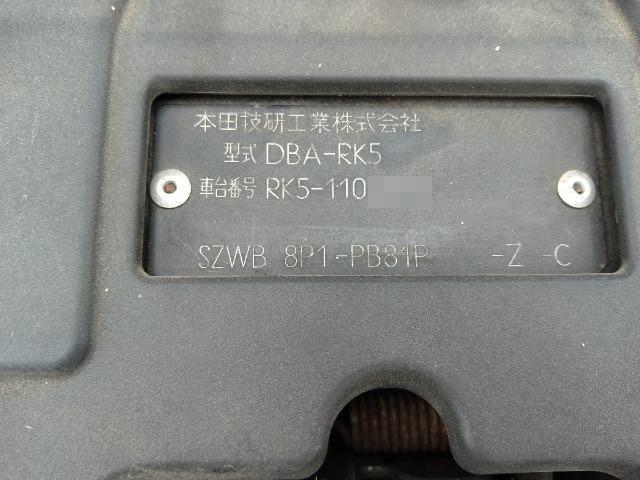 本田技研工業株式会社
型式 DBA-RK5
車台番号 RK5-110
SZWB 8P1-PB81P -Z -C